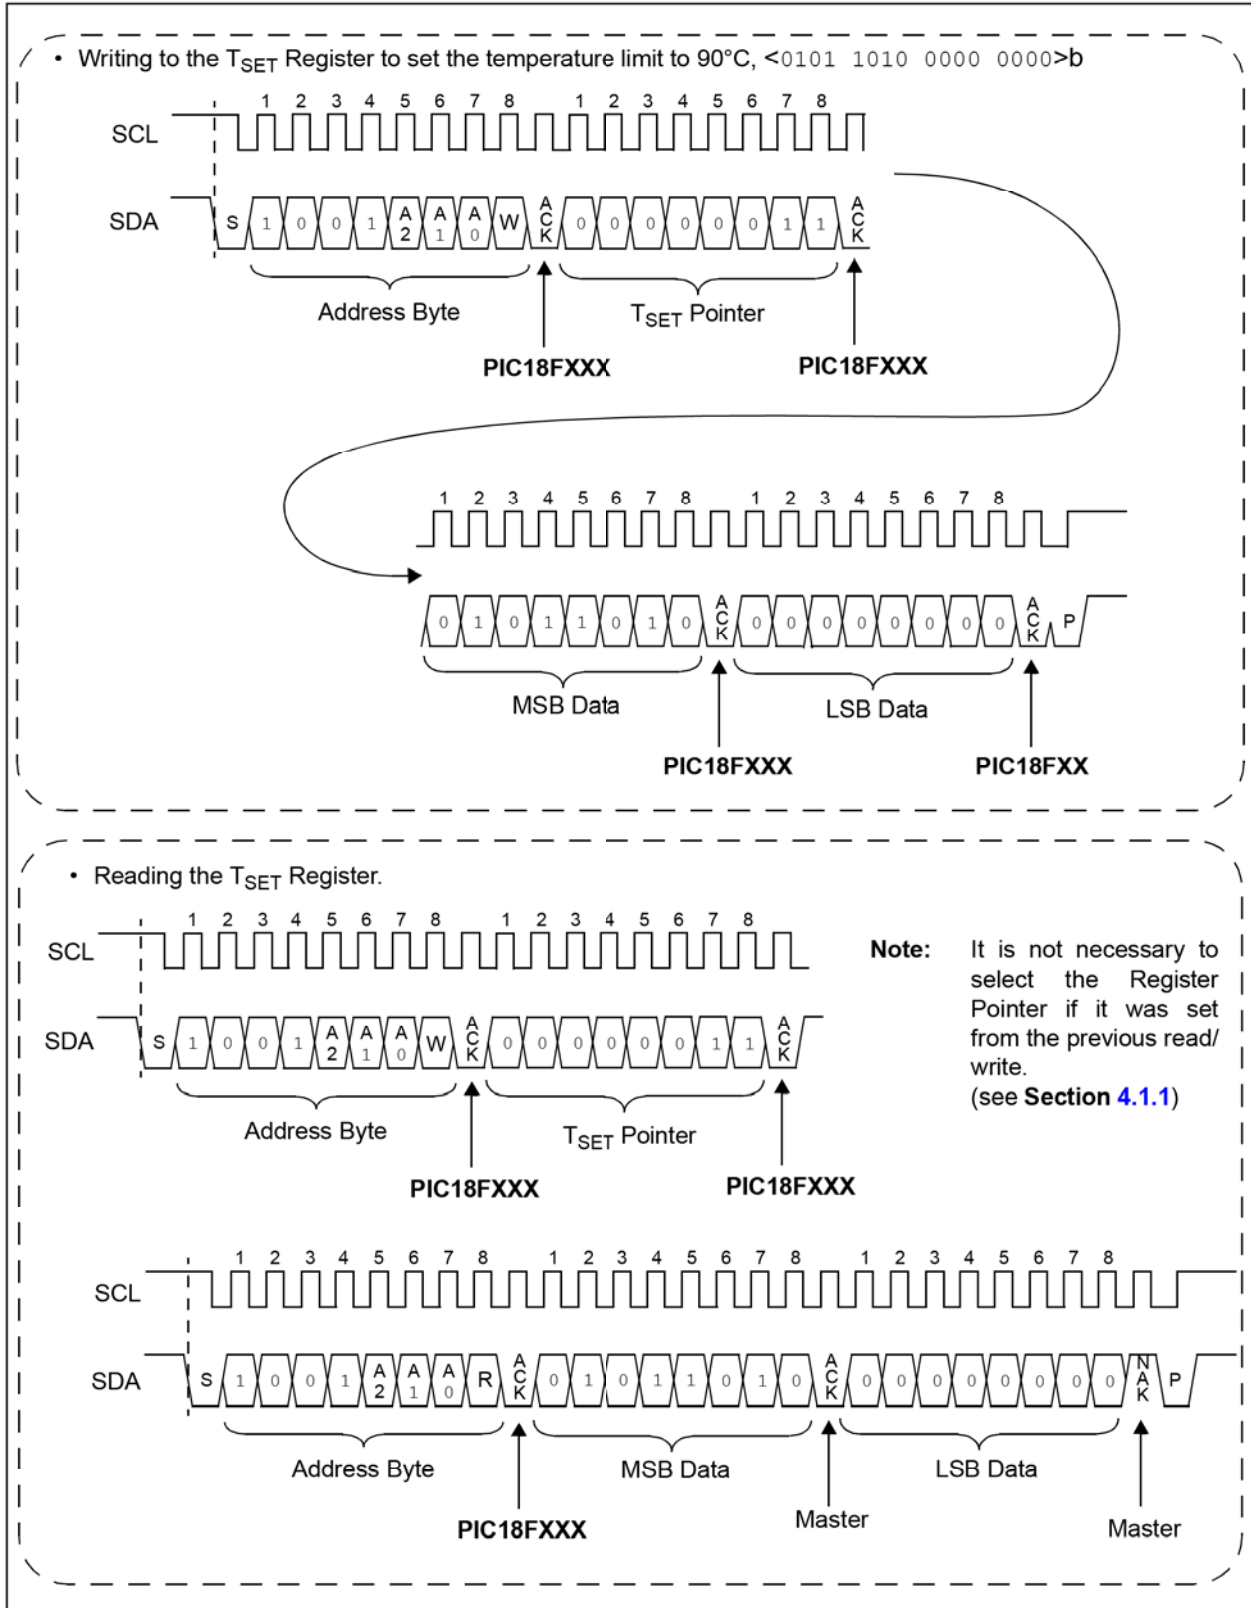 • Writing to the TSET Register to set the temperature limit to 90°C, <0101 1010 0000 0000>b
1 2 3 4 5 6 7 8 1 2 3 4 5 6 7 8
SCL
SDA
S 1 0 0 1 A2 A1 A0 W ACK 0 0 0 0 0 0 1 1 ACK
Address Byte TSET Pointer
PIC18FXXX PIC18FXXX
1 2 3 4 5 6 7 8 1 2 3 4 5 6 7 8
0 1 0 1 1 0 1 0 ACK 0 0 0 0 0 0 0 0 ACK P
MSB Data LSB Data
PIC18FXXX PIC18FXX
• Reading the TSET Register.
1 2 3 4 5 6 7 8 1 2 3 4 5 6 7 8
SCL
SDA
S 1 0 0 1 A2 A1 A0 W ACK 0 0 0 0 0 0 1 1 ACK
Address Byte TSET Pointer
PIC18FXXX PIC18FXXX
Note: It is not necessary to
select the Register
Pointer if it was set
from the previous read/
write.
(see Section 4.1.1)
1 2 3 4 5 6 7 8 1 2 3 4 5 6 7 8 1 2 3 4 5 6 7 8
SCL
SDA
S 1 0 0 1 A2 A1 A0 R ACK 0 1 0 1 1 0 1 0 ACK 0 0 0 0 0 0 0 0 NAK P
Address Byte MSB Data LSB Data
PIC18FXXX Master Master